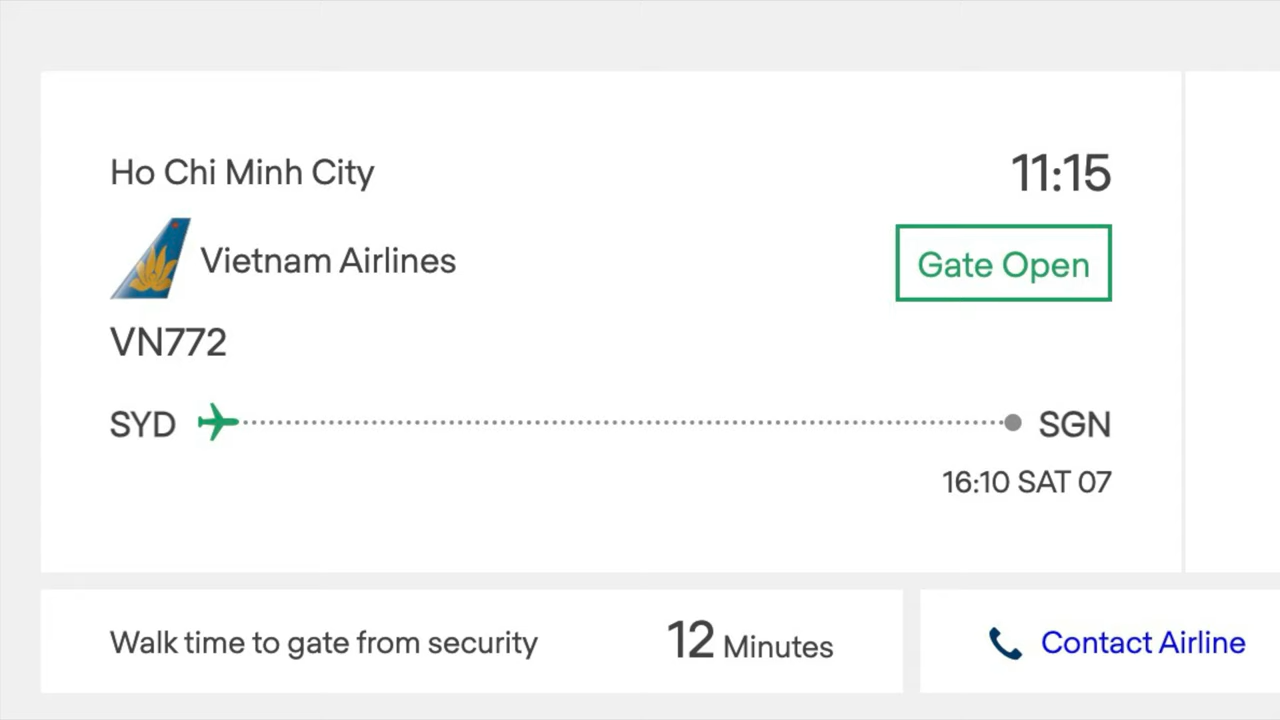 Ho Chi Minh City
11:15
Vietnam Airlines
Gate Open
VN772
SYD
SGN
16:10 SAT 07
Walk time to gate from security
12 Minutes
Contact Airline